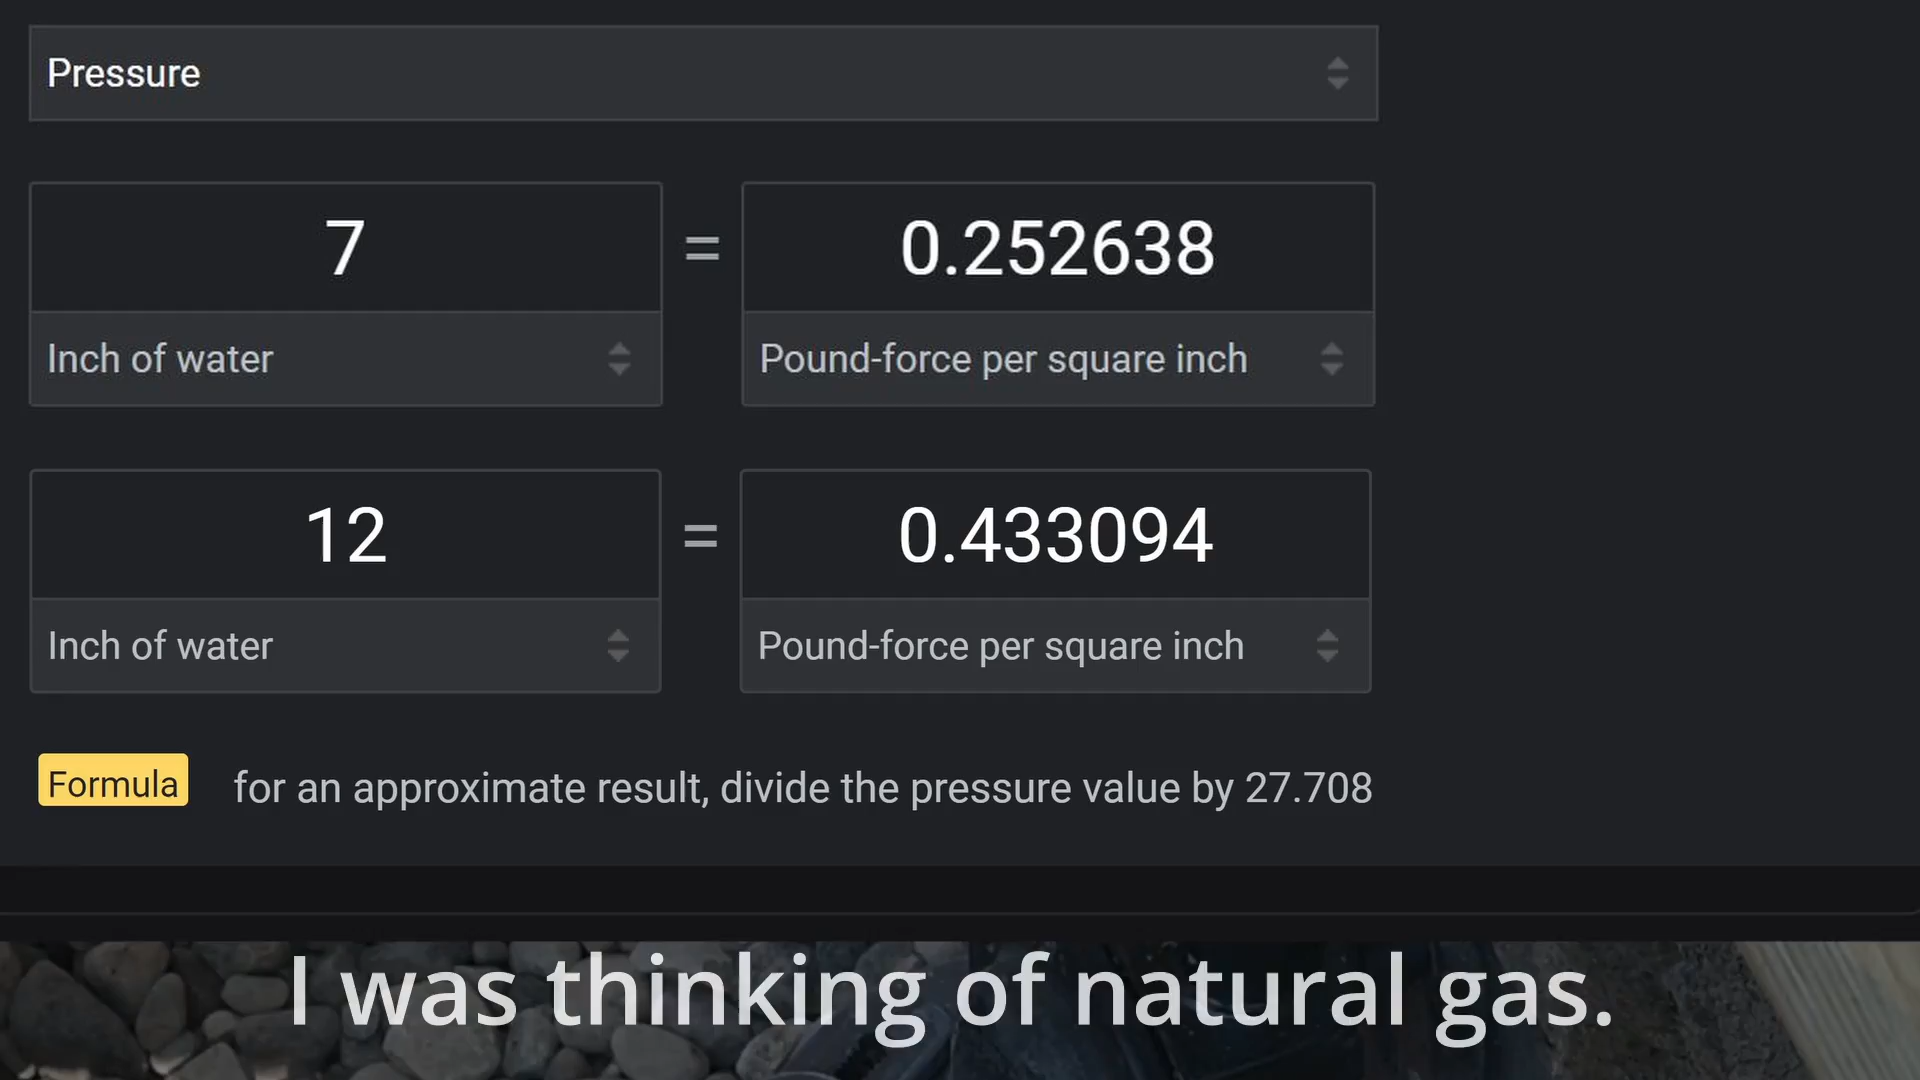 Pressure
7 = 0.252638
Inch of water Pound-force per square inch
12 = 0.433094
Inch of water Pound-force per square inch
Formula for an approximate result, divide the pressure value by 27.708
I was thinking of natural gas.